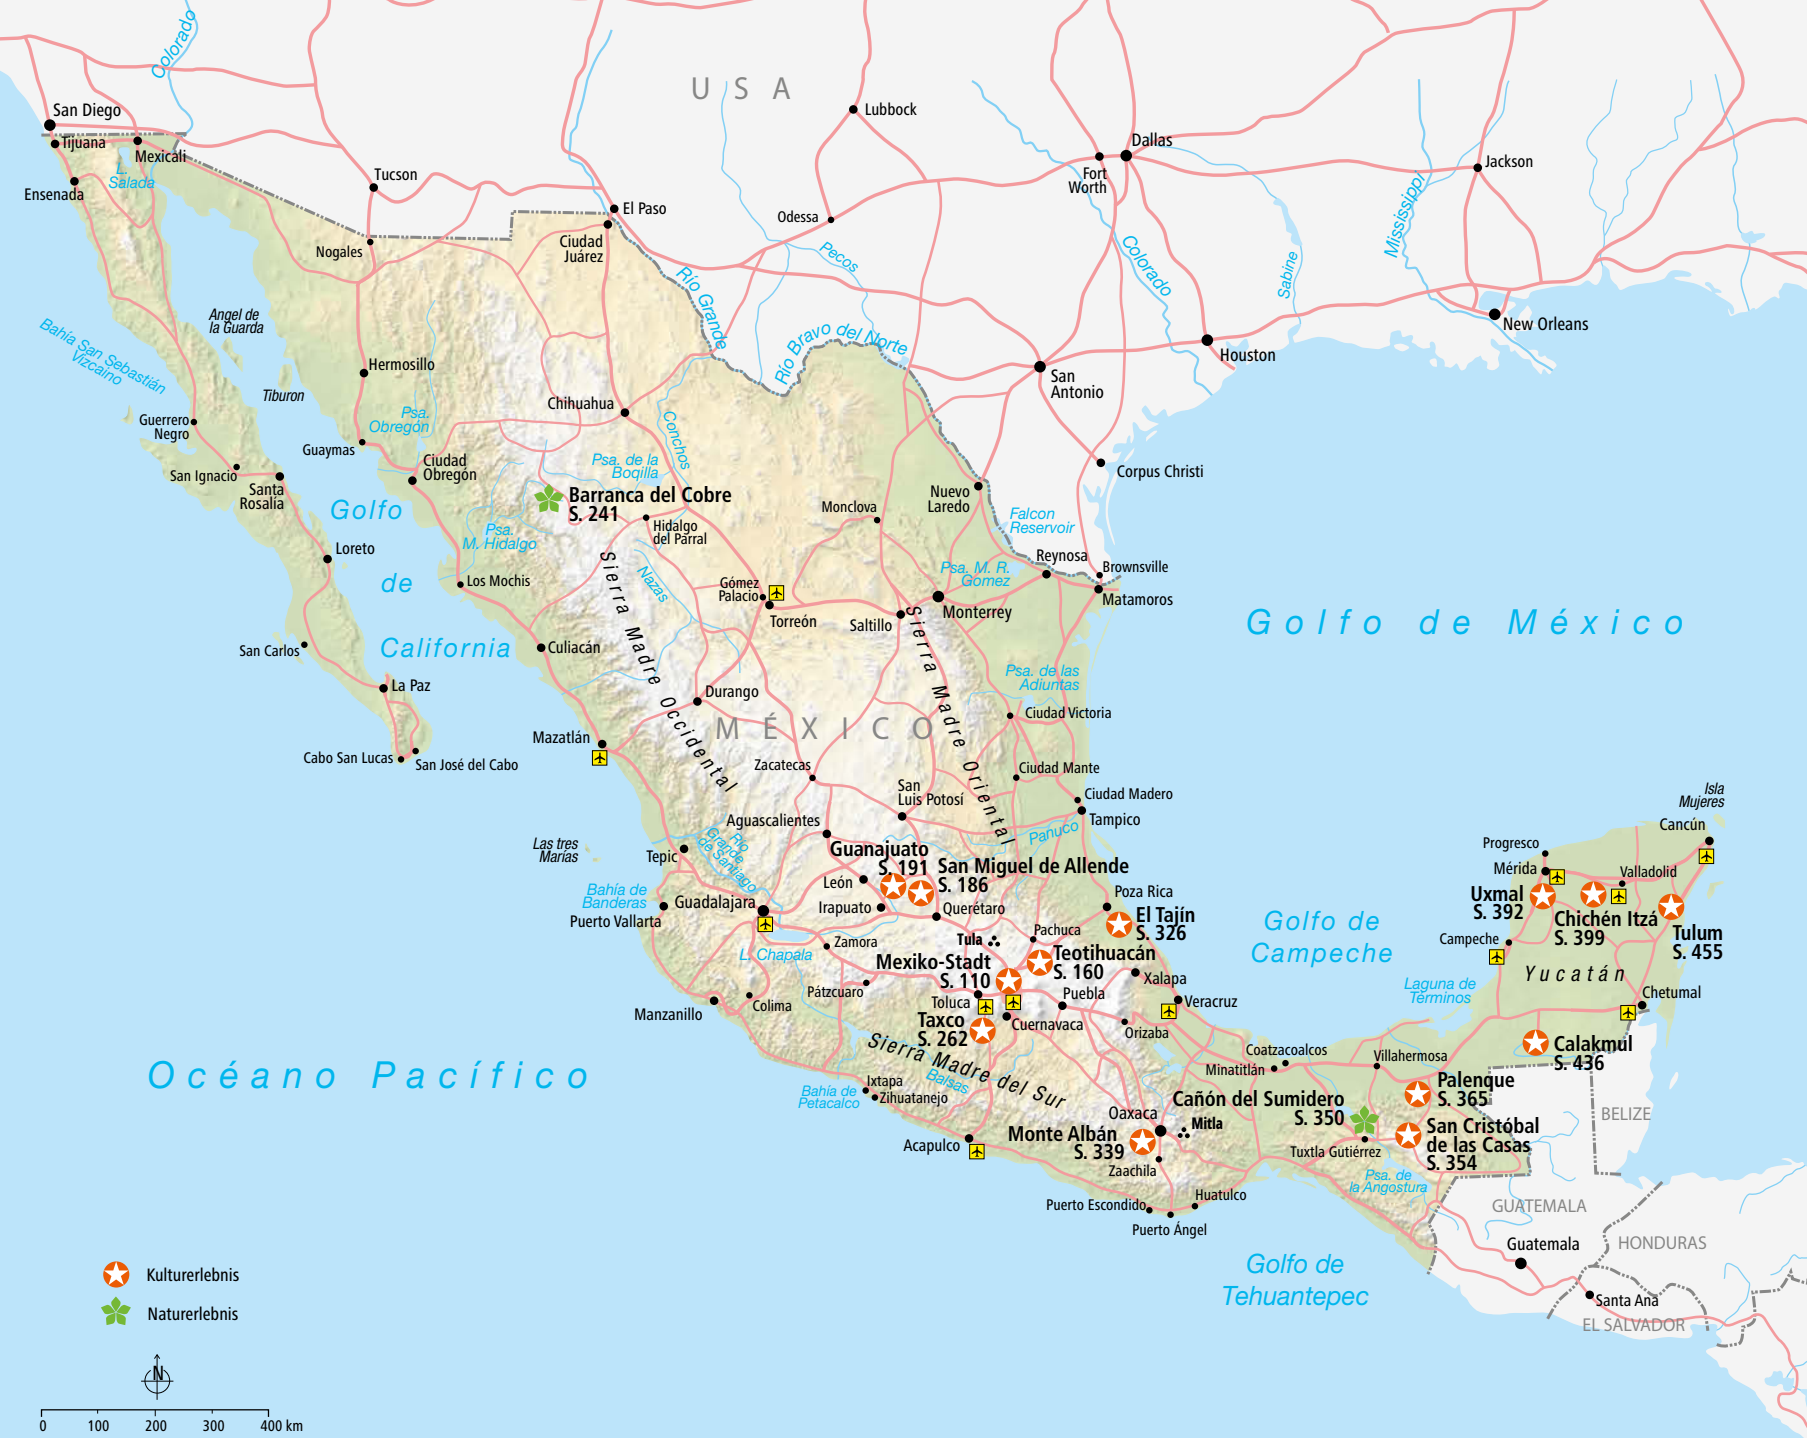 Colorado
USA
San Diego
Tijuana
Mexicali
L.
Salada
Ensenada
Tucson
Nogales
El Paso
Ciudad
Juárez
Lubbock
Odessa
Pecos
Dallas
Fort
Worth
Colorado
Sabine
Mississippi
Jackson
New Orleans
Houston
San
Antonio
Río Grande
Río Bravo del Norte
Angel de
la Guarda
Bahía San Sebastián
Vizcaino
Hermosillo
Tiburon
Guerrero
Negro
Psa.
Obregón
Guaymas
Chihuahua
Conchos
San Ignacio
Santa
Rosalía
Ciudad
Obregón
Psa. de la
Boqilla
Corpus Christi
Nuevo
Laredo
Golfo
de
California
Barranca del Cobre
S. 241
Hidalgo
del Parral
Monclova
Falcon
Reservoir
Psa.
M. Hidalgo
Loreto
Los Mochis
Nazas
Gómez
Palacio
Torreón
Psa. M. R.
Gomez
Reynosa
Brownsville
Matamoros
Monterrey
Saltillo
Golfo de México
Sierra Madre Occidental
Sierra Madre Oriental
San Carlos
Culiacán
La Paz
Durango
Psa. de las
Adiuntas
Ciudad Victoria
MÉXICO
Mazatlán
Cabo San Lucas
San José del Cabo
Zacatecas
Ciudad Mante
San
Luis Potosí
Ciudad Madero
Tampico
Panuco
Aguascalientes
Las tres
Marías
Tepic
Río
Grande
de Santiago
Guanajuato
S. 191
San Miguel de Allende
S. 186
León
Irapuato
Querétaro
Poza Rica
El Tajín
S. 326
Bahía de
Banderas
Puerto Vallarta
Guadalajara
L. Chapala
Zamora
Tula
Pachuca
Teotihuacán
S. 160
Mexiko-Stadt
S. 110
Xalapa
Pátzcuaro
Toluca
Puebla
Veracruz
Manzanillo
Colima
Taxco
S. 262
Cuernavaca
Orizaba
Golfo de
Campeche
Isla
Mujeres
Cancún
Progresco
Mérida
Valladolid
Uxmal
S. 392
Chichén Itzá
S. 399
Tulum
S. 455
Campeche
Yucatán
Laguna de
Términos
Chetumal
Calakmul
S. 436
Océano Pacífico
Sierra Madre del Sur
Balsas
Bahía de
Petacalco
Ixtapa
Zihuatanejo
Acapulco
Coatzacoalcos
Minatitlán
Villahermosa
Palenque
S. 365
Cañón del Sumidero
S. 350
San Cristóbal
de las Casas
S. 354
Oaxaca
Mitla
Monte Albán
S. 339
Zaachila
Tuxtla Gutiérrez
Psa. de
la Angostura
BELIZE
Puerto Escondido
Huatulco
Puerto Ángel
GUATEMALA
Guatemala
HONDURAS
Golfo de
Tehuantepec
Santa Ana
EL SALVADOR
Kulturerlebnis
Naturerlebnis
N
0 100 200 300 400 km